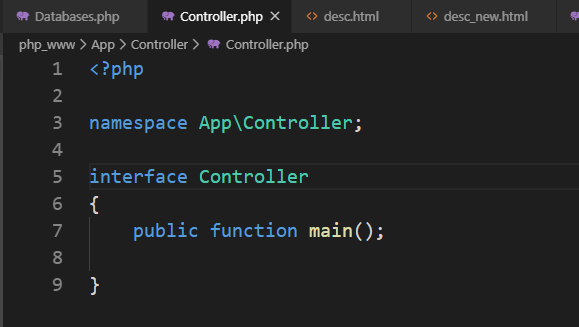 Databases.php Controller.php × desc.html desc_new.html
php_www > App > Controller > Controller.php
1 <?php
2
3 namespace App\Controller;
4
5 interface Controller
6 {
7 public function main();
8
9 }